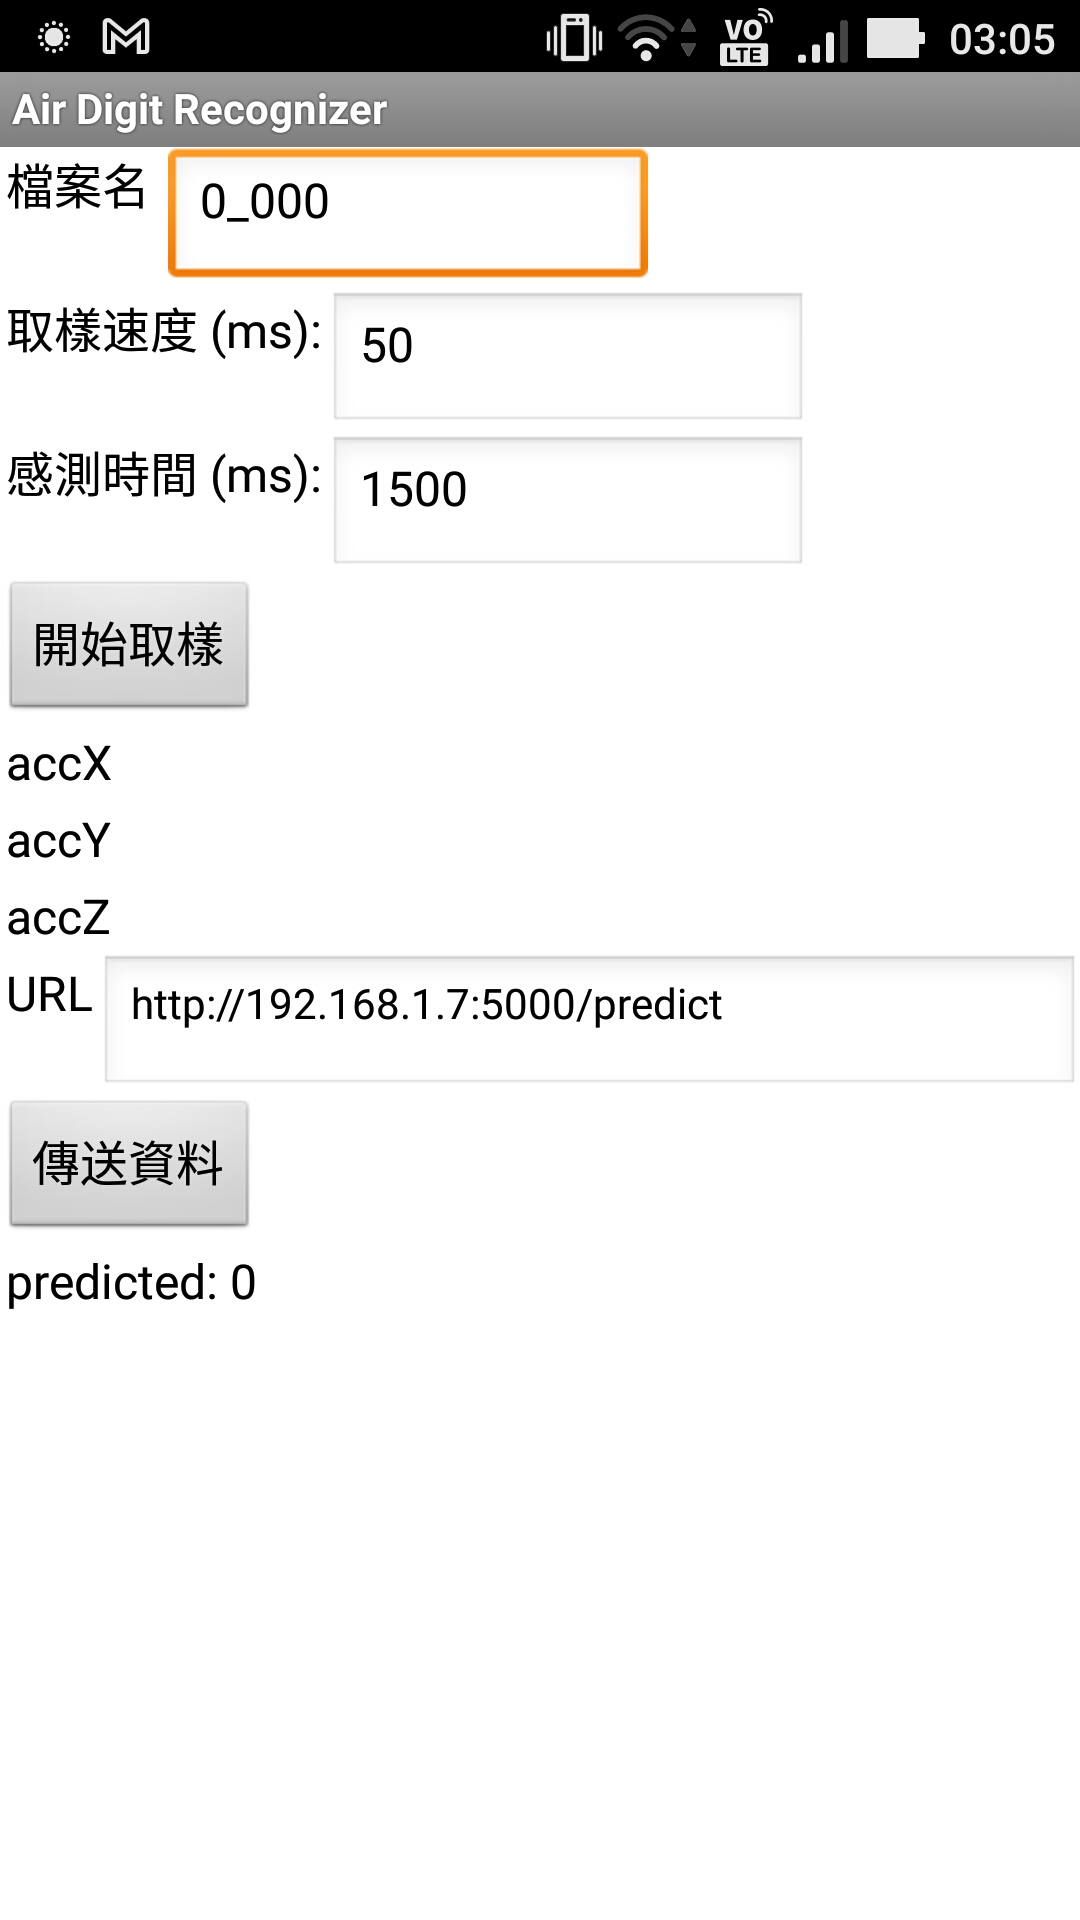 VO LTE 03:05
Air Digit Recognizer
檔案名 0_000
取樣速度 (ms): 50
感測時間 (ms): 1500
開始取樣
accX
accY
accZ
URL http://192.168.1.7:5000/predict
傳送資料
predicted: 0